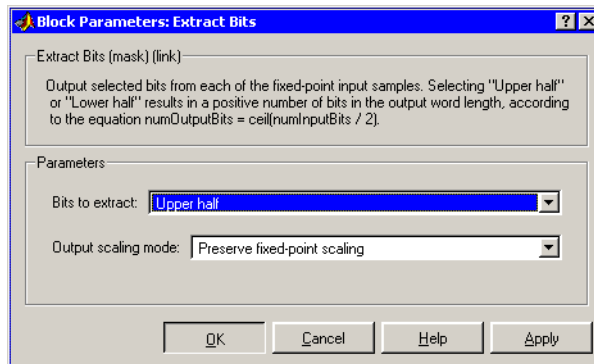 Block Parameters: Extract Bits
Extract Bits (mask) (link)
Output selected bits from each of the fixed-point input samples. Selecting "Upper half"
or "Lower half" results in a positive number of bits in the output word length, according
to the equation numOutputBits = ceil(numInputBits / 2).
Parameters
Bits to extract: Upper half
Output scaling mode: Preserve fixed-point scaling
OK Cancel Help Apply